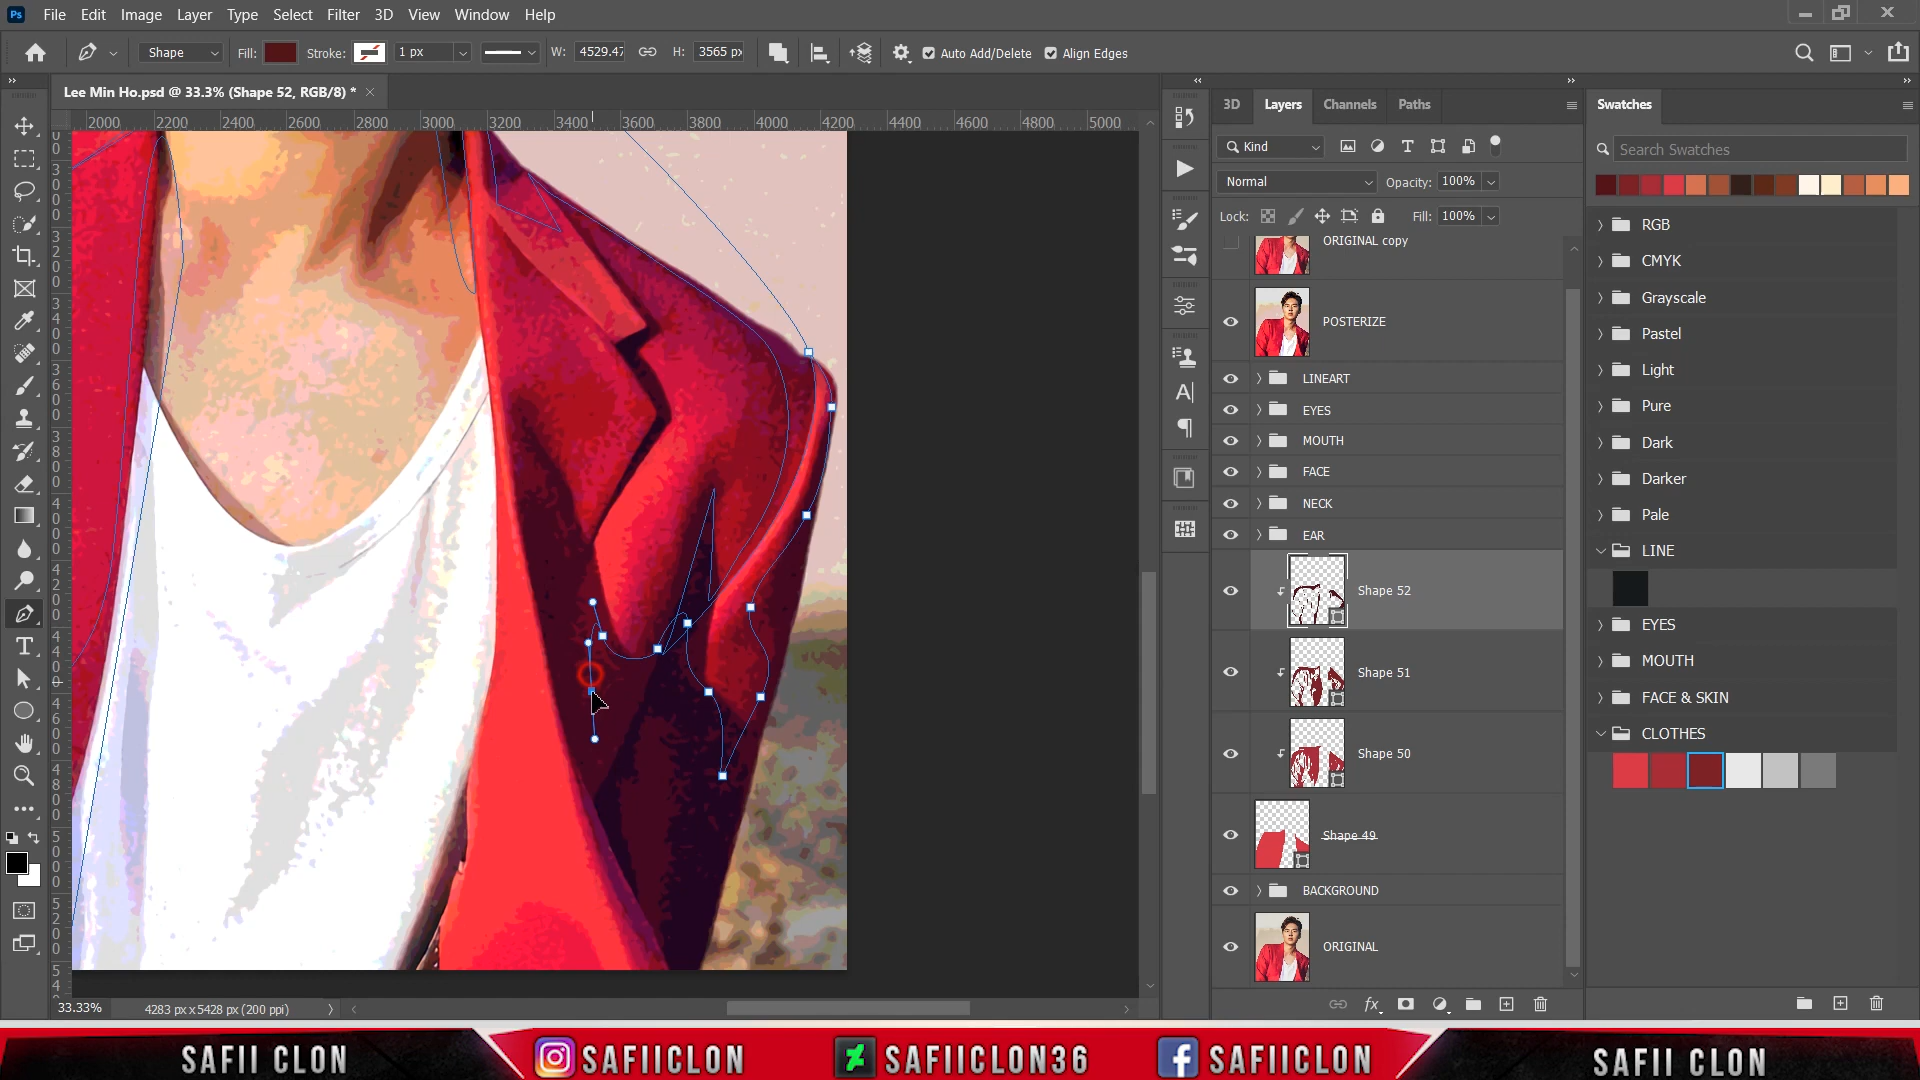 Ps File Edit Image Layer Type Select Filter 3D View Window Help
Shape Fill: Stroke: 1 px W: 4529.47 H: 3565 px Auto Add/Delete Align Edges
Lee Min Ho.psd @ 33.3% (Shape 52, RGB/8) *
2000 2200 2400 2600 2800 3000 3200 3400 3600 3800 4000 4200 4400 4600 4800 5000
3D Layers Channels Paths
Kind
Normal Opacity: 100%
Lock: Fill: 100%
ORIGINAL copy
POSTERIZE
LINEART
EYES
MOUTH
FACE
NECK
EAR
Shape 52
Shape 51
Shape 50
Shape 49
BACKGROUND
ORIGINAL
Swatches
Search Swatches
RGB
CMYK
Grayscale
Pastel
Light
Pure
Dark
Darker
Pale
LINE
EYES
MOUTH
FACE & SKIN
CLOTHES
33.33% 4283 px x 5428 px (200 ppi)
SAFII CLON SAFIICLON SAFIICLON36 SAFIICLON SAFII CLON